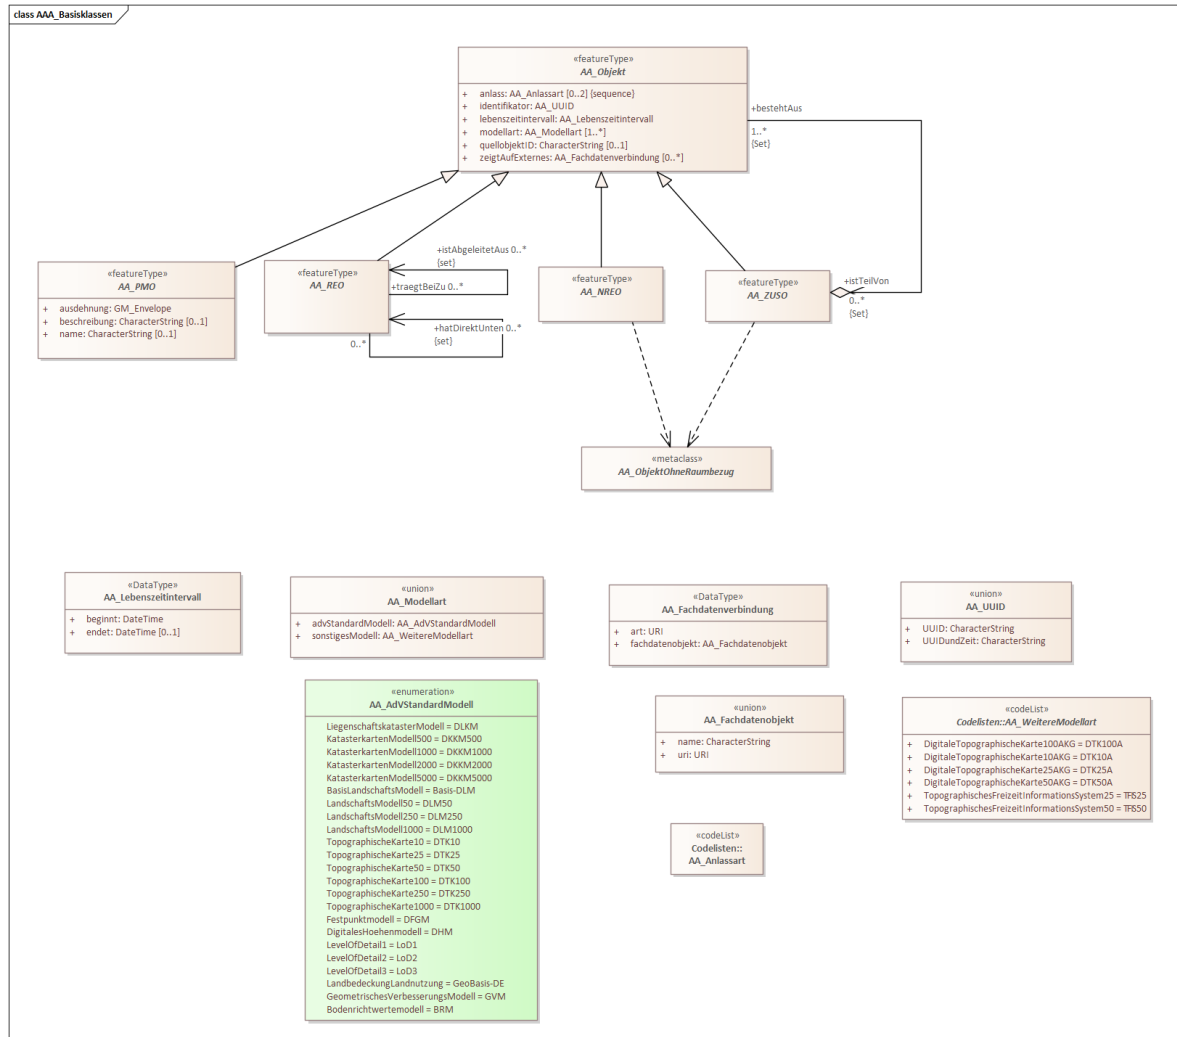 class AAA_Basisklassen
«featureType»
AA_Objekt
+ anlass: AA_Anlassart [0..2] {sequence}
+ identifikator: AA_UUID
+ lebenszeitintervall: AA_Lebenszeitintervall
+ modellart: AA_Modellart [1..*]
+ quellobjektID: CharacterString [0..1]
+ zeigtAufExternes: AA_Fachdatenverbindung [0..*]
+bestehtAus
1..*
{Set}
«featureType»
AA_PMO
+ ausdehnung: GM_Envelope
+ beschreibung: CharacterString [0..1]
+ name: CharacterString [0..1]
«featureType»
AA_REO
+istAbgeleitetAus 0..*
{set}
+traegtBeiZu 0..*
+hatDirektUnten 0..*
{set}
0..*
«featureType»
AA_NREO
«featureType»
AA_ZUSO
+istTeilVon
0..*
{Set}
«metaclass»
AA_ObjektOhneRaumbezug
«DataType»
AA_Lebenszeitintervall
+ beginnt: DateTime
+ endet: DateTime [0..1]
«union»
AA_Modellart
+ advStandardModell: AA_AdVStandardModell
+ sonstigesModell: AA_WeitereModellart
«DataType»
AA_Fachdatenverbindung
+ art: URI
+ fachdatenobjekt: AA_Fachdatenobjekt
«union»
AA_UUID
+ UUID: CharacterString
+ UUIDundZeit: CharacterString
«enumeration»
AA_AdVStandardModell
LiegenschaftskatasterModell = DLKM
KatasterkartenModell500 = DKKM500
KatasterkartenModell1000 = DKKM1000
KatasterkartenModell2000 = DKKM2000
KatasterkartenModell5000 = DKKM5000
BasisLandschaftsModell = Basis-DLM
LandschaftsModell50 = DLM50
LandschaftsModell250 = DLM250
LandschaftsModell1000 = DLM1000
TopographischeKarte10 = DTK10
TopographischeKarte25 = DTK25
TopographischeKarte50 = DTK50
TopographischeKarte100 = DTK100
TopographischeKarte250 = DTK250
TopographischeKarte1000 = DTK1000
Festpunktmodell = DFGM
DigitalesHoehenmodell = DHM
LevelOfDetail1 = LoD1
LevelOfDetail2 = LoD2
LevelOfDetail3 = LoD3
LandbedeckungLandnutzung = GeoBasis-DE
GeometrischesVerbesserungsModell = GVM
Bodenrichtwertemodell = BRM
«union»
AA_Fachdatenobjekt
+ name: CharacterString
+ uri: URI
«codeList»
Codelisten::AA_WeitereModellart
+ DigitaleTopographischeKarte100AKG = DTK100A
+ DigitaleTopographischeKarte10AKG = DTK10A
+ DigitaleTopographischeKarte25AKG = DTK25A
+ DigitaleTopographischeKarte50AKG = DTK50A
+ TopographischesFreizeitInformationsSystem25 = TFIS25
+ TopographischesFreizeitInformationsSystem50 = TFIS50
«codeList»
Codelisten::
AA_Anlassart